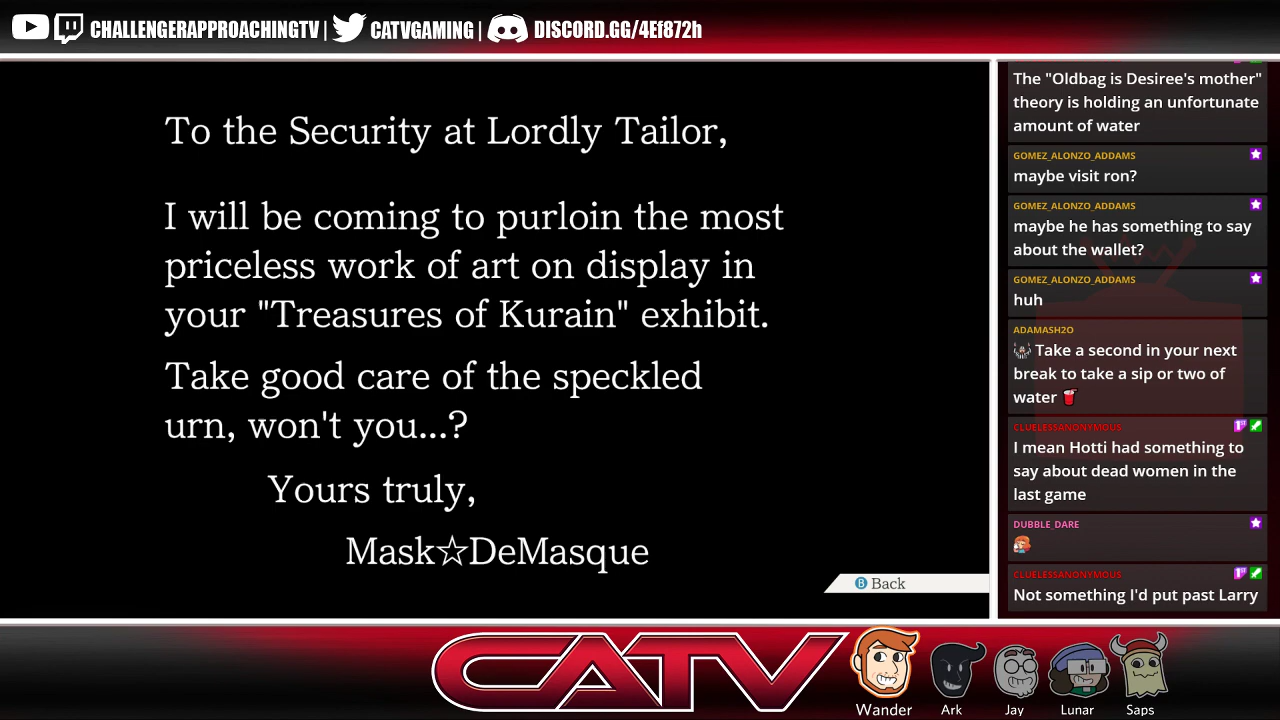 CHALLENGERAPPROACHINGTV | CATVGAMING | DISCORD.GG/4Ef872h
To the Security at Lordly Tailor,
I will be coming to purloin the most
priceless work of art on display in
your "Treasures of Kurain" exhibit.
Take good care of the speckled
urn, won't you...?
Yours truly,
Mask☆DeMasque
B Back
The "Oldbag is Desiree's mother"
theory is holding an unfortunate
amount of water
GOMEZ_ALONZO_ADDAMS
maybe visit ron?
GOMEZ_ALONZO_ADDAMS
maybe he has something to say
about the wallet?
GOMEZ_ALONZO_ADDAMS
huh
ADAMASH2O
Take a second in your next
break to take a sip or two of
water
CLUELESSANONYMOUS
I mean Hotti had something to
say about dead women in the
last game
DUBBLE_DARE
CLUELESSANONYMOUS
Not something I'd put past Larry
CATV
Wander Ark Jay Lunar Saps